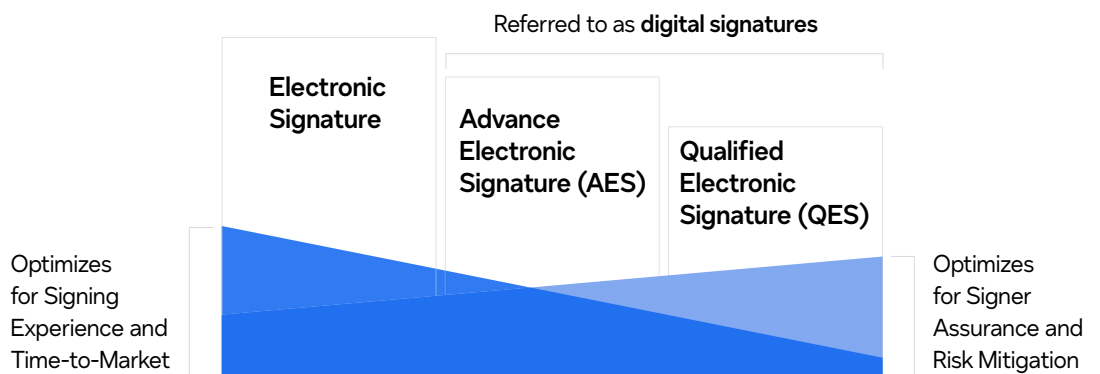 Referred to as digital signatures
Electronic
Signature
Advance
Electronic
Signature (AES)
Qualified
Electronic
Signature (QES)
Optimizes
for Signing
Experience and
Time-to-Market
Optimizes
for Signer
Assurance and
Risk Mitigation